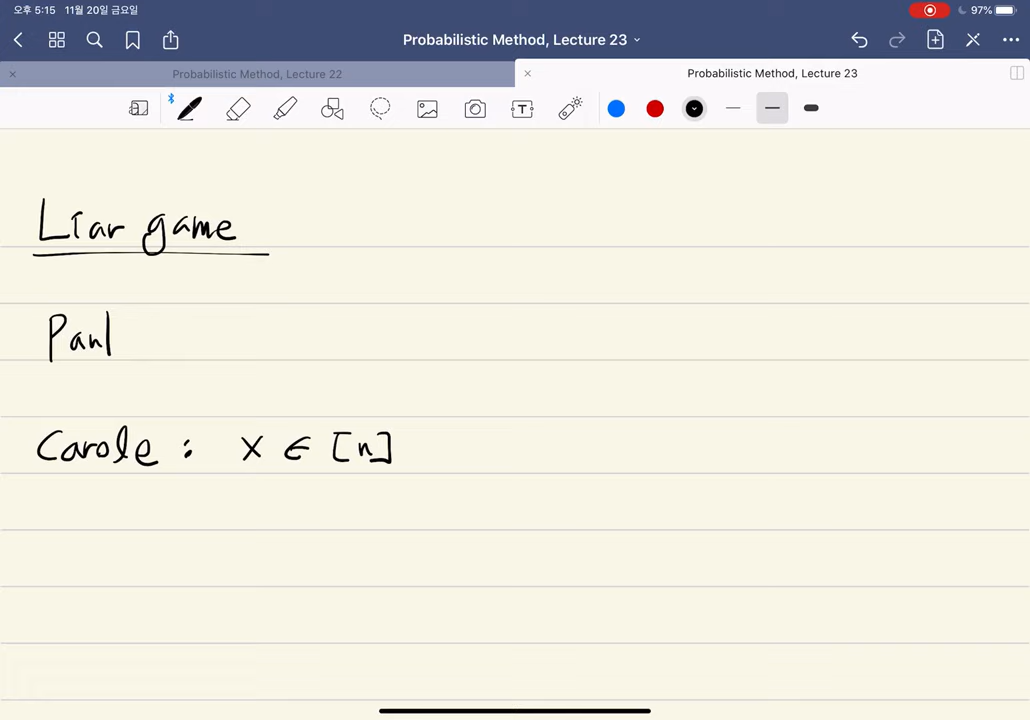 오후 5:15 11월 20일 금요일
97%
Probabilistic Method, Lecture 23
Probabilistic Method, Lecture 22
Probabilistic Method, Lecture 23
T
Liar game
Paul
Carole : x ∈ [n]